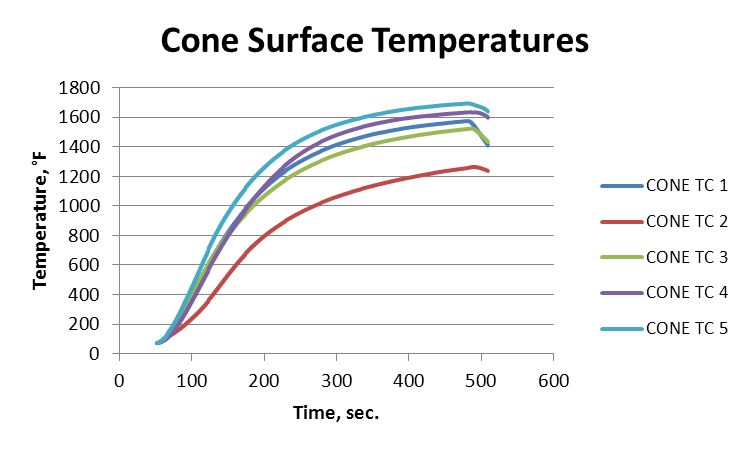 Cone Surface Temperatures
Temperature, °F
1800
1600
1400
1200
1000
800
600
400
200
0
0 100 200 300 400 500 600
Time, sec.
CONE TC 1
CONE TC 2
CONE TC 3
CONE TC 4
CONE TC 5